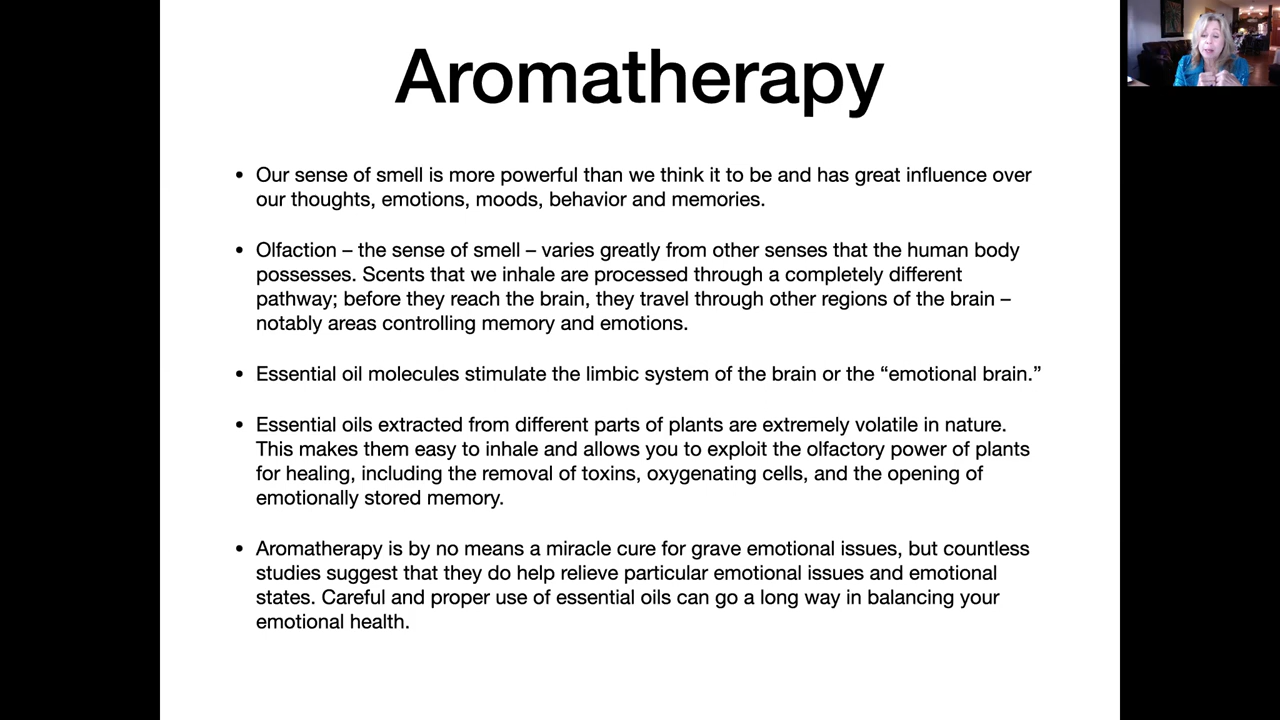 Aromatherapy
• Our sense of smell is more powerful than we think it to be and has great influence over
our thoughts, emotions, moods, behavior and memories.
• Olfaction – the sense of smell – varies greatly from other senses that the human body
possesses. Scents that we inhale are processed through a completely different
pathway; before they reach the brain, they travel through other regions of the brain –
notably areas controlling memory and emotions.
• Essential oil molecules stimulate the limbic system of the brain or the “emotional brain.”
• Essential oils extracted from different parts of plants are extremely volatile in nature.
This makes them easy to inhale and allows you to exploit the olfactory power of plants
for healing, including the removal of toxins, oxygenating cells, and the opening of
emotionally stored memory.
• Aromatherapy is by no means a miracle cure for grave emotional issues, but countless
studies suggest that they do help relieve particular emotional issues and emotional
states. Careful and proper use of essential oils can go a long way in balancing your
emotional health.